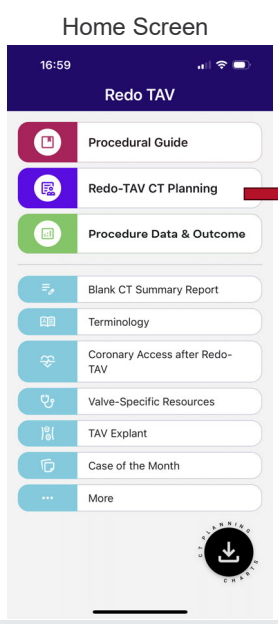 Home Screen
16:59
Redo TAV
Procedural Guide
Redo-TAV CT Planning
Procedure Data & Outcome
Blank CT Summary Report
Terminology
Coronary Access after Redo-
TAV
Valve-Specific Resources
TAV Explant
Case of the Month
More
CT PLANNING
CHARTS